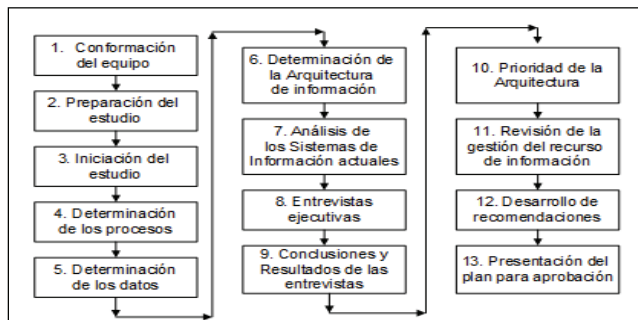 1. Conformación
del equipo
2. Preparación del
estudio
3. Iniciación del
estudio
4. Determinación
de los procesos
5. Determinación
de los datos
6. Determinación de
la Arquitectura
de información
7. Análisis de
los Sistemas de
Información actuales
8. Entrevistas
ejecutivas
9. Conclusiones y
Resultados de las
entrevistas
10. Prioridad de la
Arquitectura
11. Revisión de la
gestión del recurso
de información
12. Desarrollo de
recomendaciones
13. Presentación del
plan para aprobación